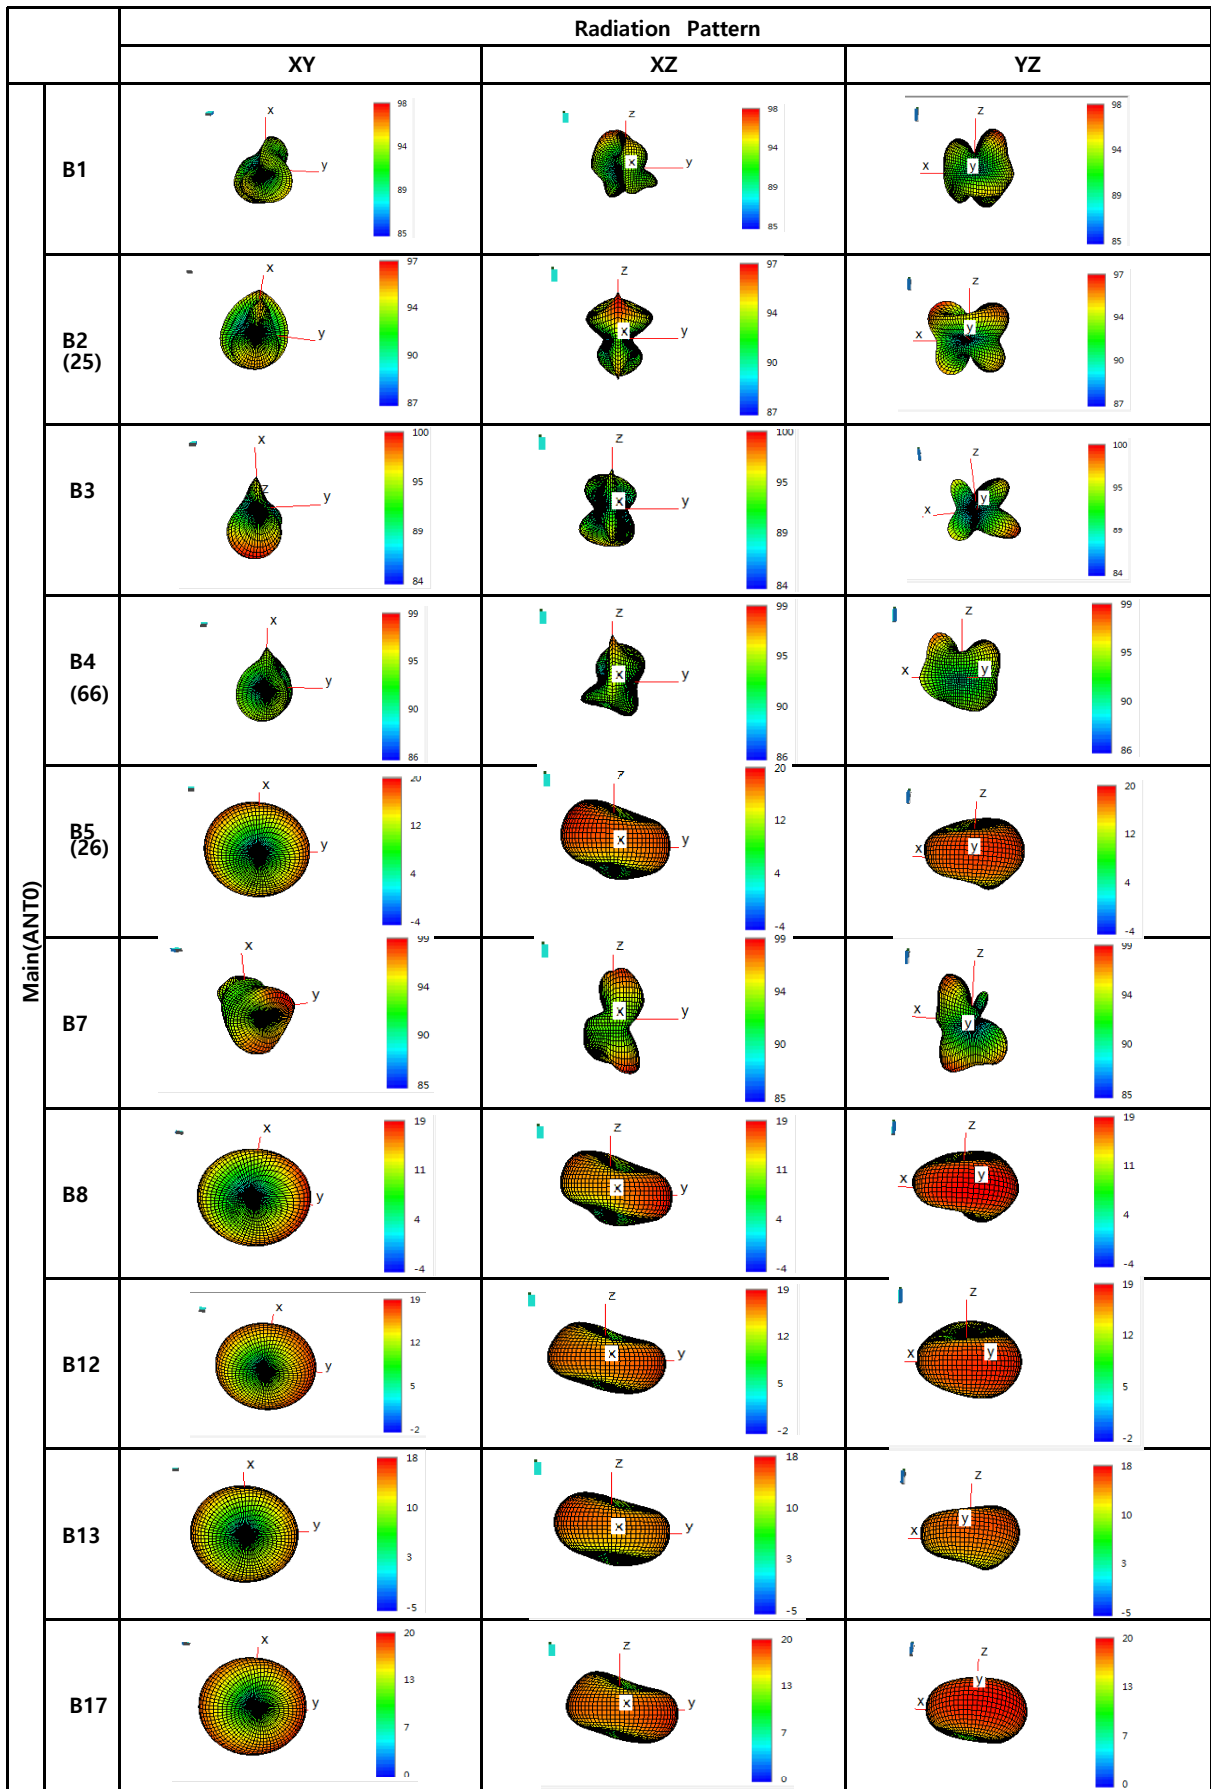 Radiation Pattern
XY XZ YZ
Main(ANT0)
B1
x y 98 94 89 85
z x y 98 94 89 85
z x y 98 94 89 85
B2
(25)
x y 97 94 90 87
z x y 97 94 90 87
z x y 97 94 90 87
B3
x z y 100 95 89 84
z x y 100 95 89 84
z x y 100 95 89 84
B4
(66)
x y 99 95 90 86
z x y 99 95 90 86
z x y 99 95 90 86
B5
(26)
x y 20 12 4 -4
z x y 20 12 4 -4
z x y 20 12 4 -4
B7
x y 99 94 90 85
z x y 99 94 90 85
z x y 99 94 90 85
B8
x y 19 11 4 -4
z x y 19 11 4 -4
z x y 19 11 4 -4
B12
x y 19 12 5 -2
z x y 19 12 5 -2
z x y 19 12 5 -2
B13
x y 18 10 3 -5
z x y 18 10 3 -5
z x y 18 10 3 -5
B17
x y 20 13 7 0
z x y 20 13 7 0
z x y 20 13 7 0